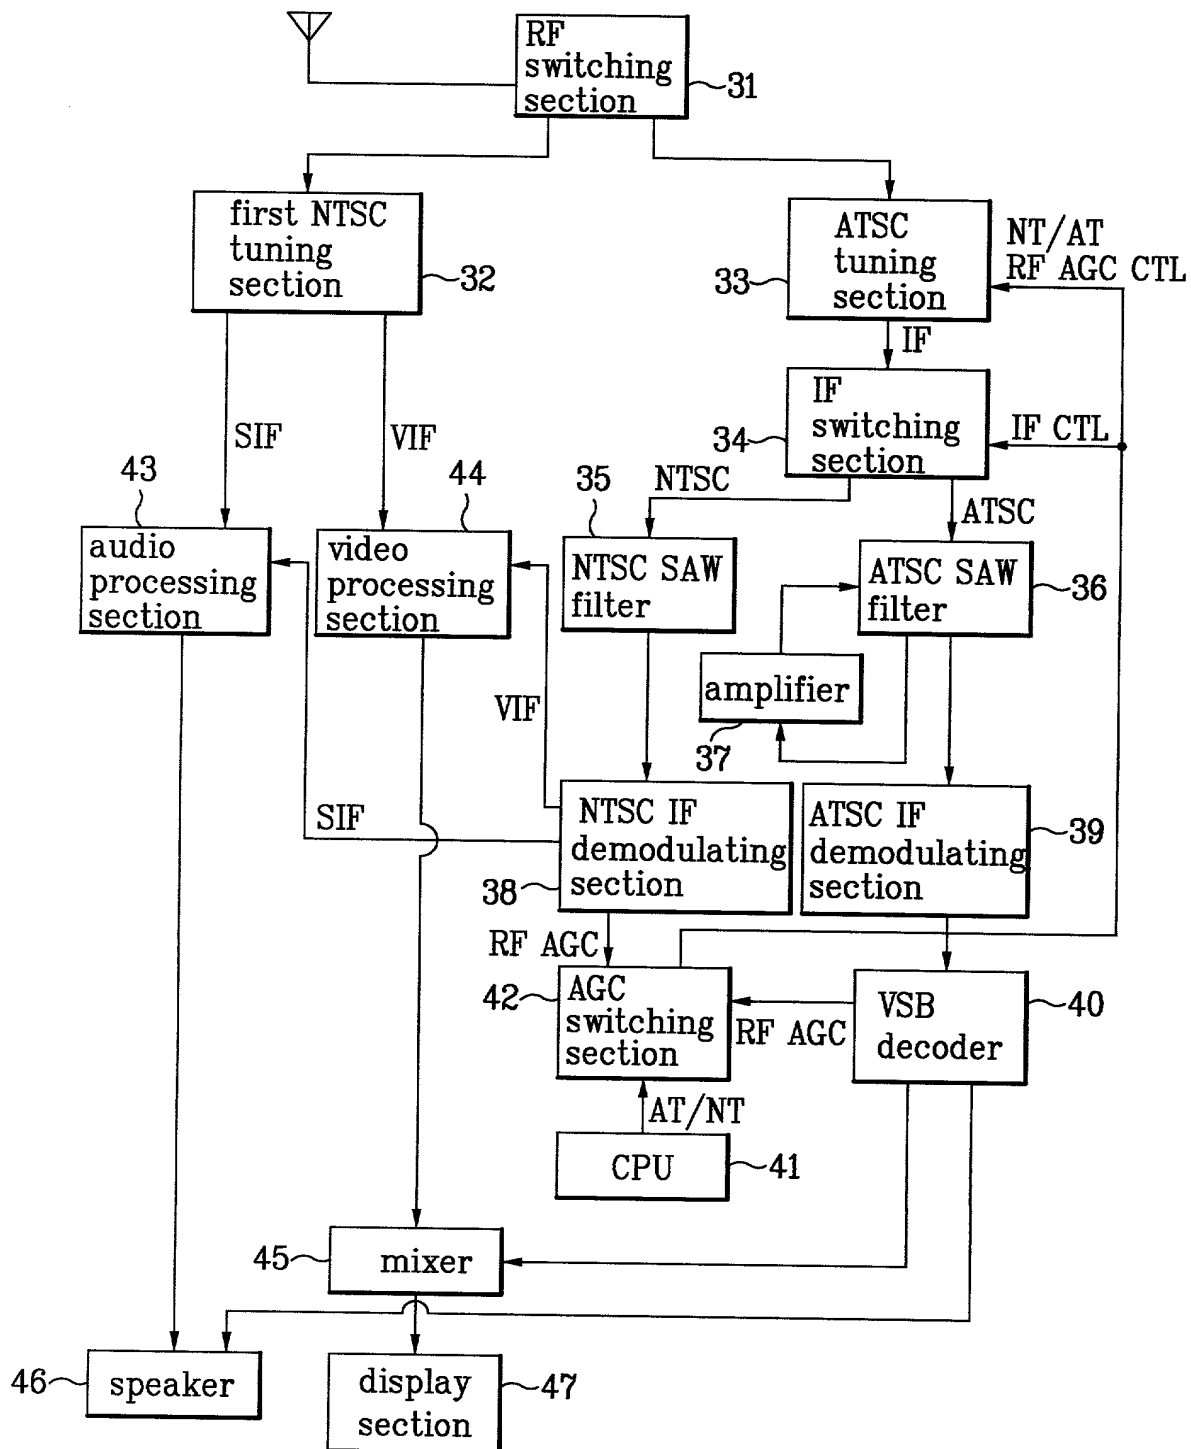 RF
switching
section
31
first NTSC
tuning
section
32
ATSC
tuning
section
33
NT/AT
RF AGC CTL
IF
IF
switching
section
34
IF CTL
SIF
VIF
NTSC
ATSC
43
44
35
audio
processing
section
video
processing
section
NTSC SAW
filter
ATSC SAW
filter
36
amplifier
37
VIF
SIF
NTSC IF
demodulating
section
38
ATSC IF
demodulating
section
39
RF AGC
42
AGC
switching
section
RF AGC
VSB
decoder
40
AT/NT
CPU
41
45
mixer
46
speaker
display
section
47